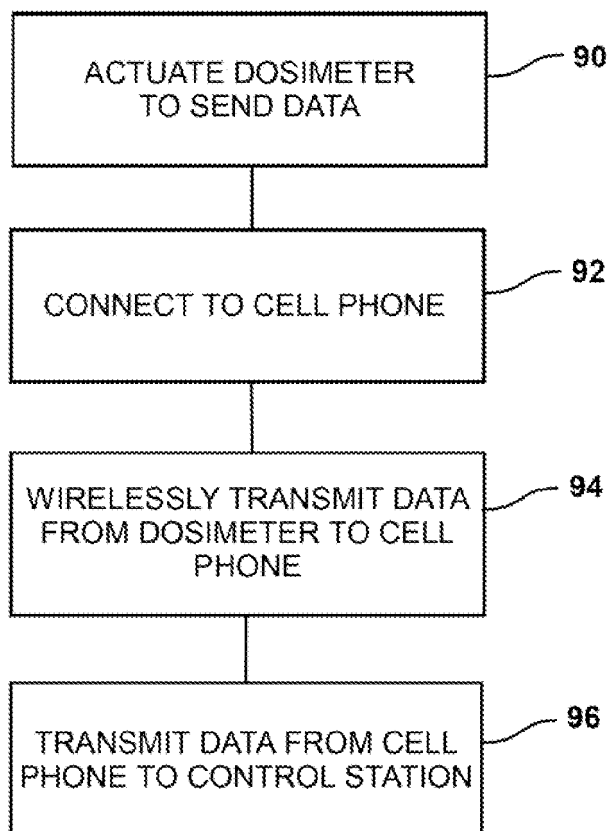 ACTUATE DOSIMETER
TO SEND DATA
90
CONNECT TO CELL PHONE
92
WIRELESSLY TRANSMIT DATA
FROM DOSIMETER TO CELL
PHONE
94
TRANSMIT DATA FROM CELL
PHONE TO CONTROL STATION
96